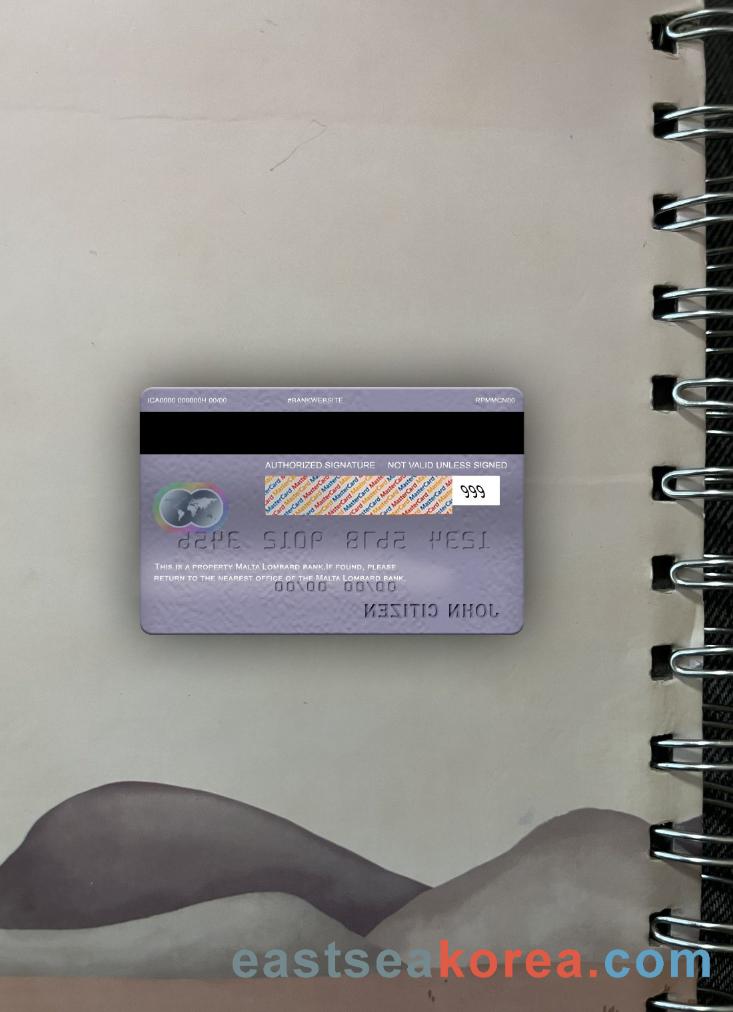 ICA0000 000000H 00/00 #BANKWEBSITE RPMMCN00
AUTHORIZED SIGNATURE NOT VALID UNLESS SIGNED
999
1234 5678 9012 3456
THIS IS A PROPERTY MALTA LOMBARD BANK.IF FOUND, PLEASE
RETURN TO THE NEAREST OFFICE OF THE MALTA LOMBARD BANK.
00/00 00/00
JOHN CITIZEN
eastseakorea.com